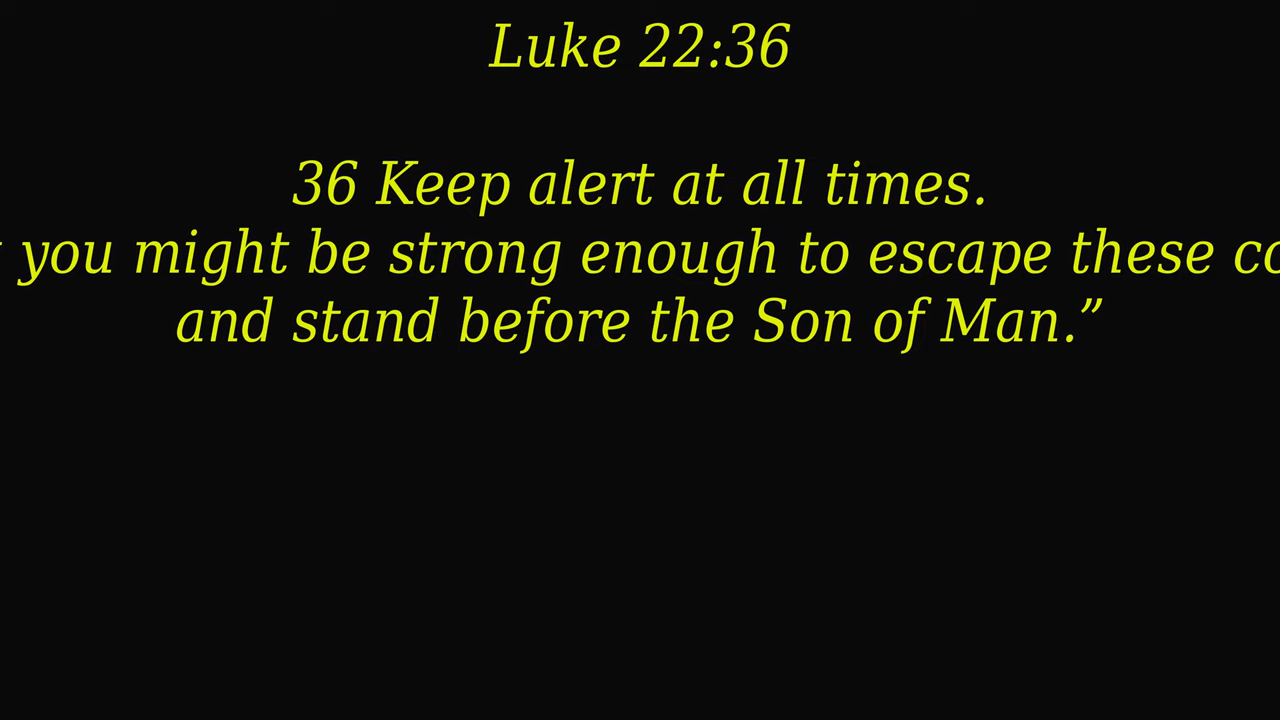 Luke 22:36
36 Keep alert at all times.
you might be strong enough to escape these
and stand before the Son of Man.”